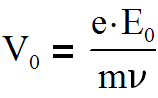 V₀ = e·E₀ / mν